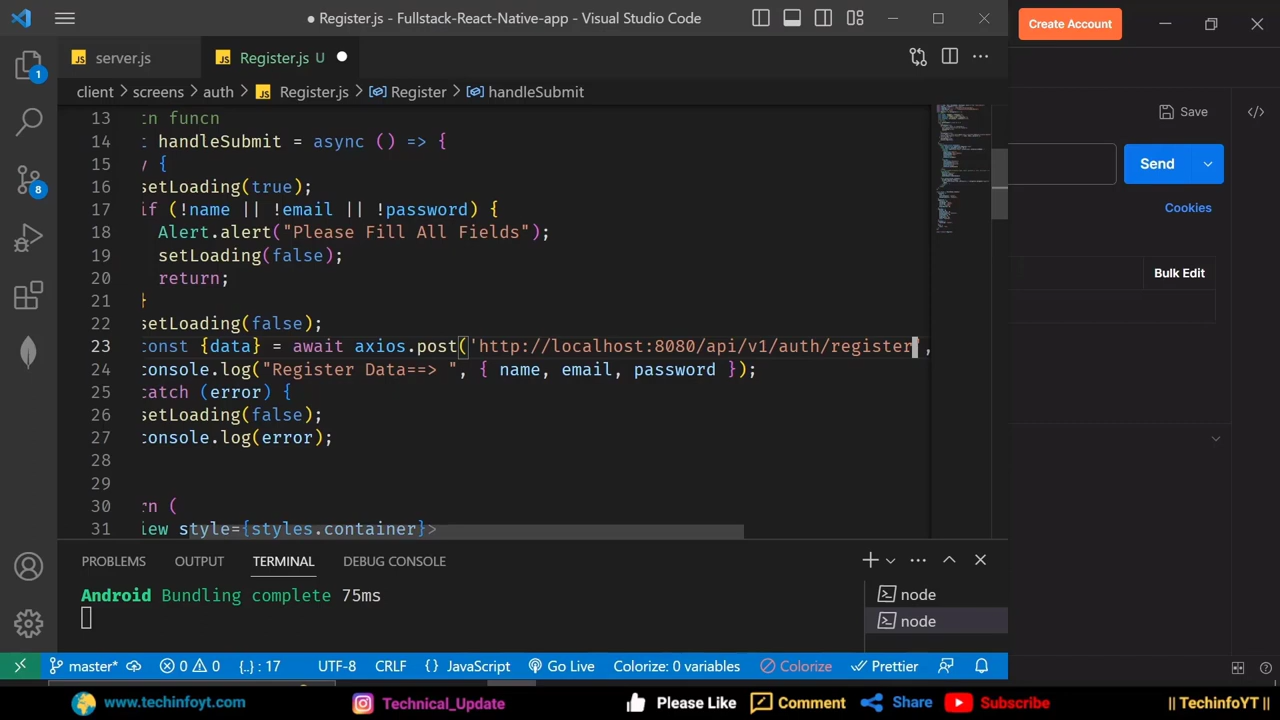 ● Register.js - Fullstack-React-Native-app - Visual Studio Code
Create Account
server.js
Register.js U
client > screens > auth > Register.js > Register > handleSubmit
Save
Send
Cookies
Bulk Edit
1
8
13 in funcn
14 handleSubmit = async () => {
15 y {
16 setLoading(true);
17 if (!name || !email || !password) {
18 Alert.alert("Please Fill All Fields");
19 setLoading(false);
20 return;
21 }
22 setLoading(false);
23 const {data} = await axios.post('http://localhost:8080/api/v1/auth/register',
24 console.log("Register Data==> ", { name, email, password });
25 catch (error) {
26 setLoading(false);
27 console.log(error);
28
29
30 rn (
31 iew style={styles.container}>
PROBLEMS OUTPUT TERMINAL DEBUG CONSOLE
Android Bundling complete 75ms
node
node
master* 0 0 {..} : 17 UTF-8 CRLF {} JavaScript Go Live Colorize: 0 variables Colorize Prettier
www.techinfoyt.com Technical_Update Please Like Comment Share Subscribe || TechinfoYT ||